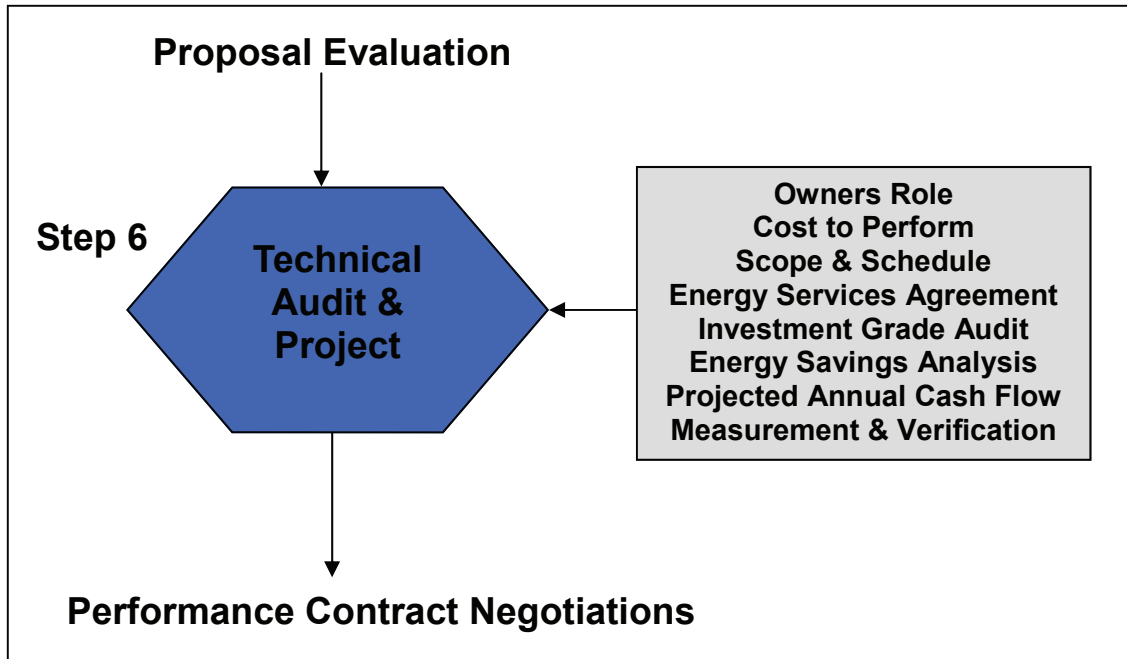 Proposal Evaluation
Step 6
Technical
Audit &
Project
Owners Role
Cost to Perform
Scope & Schedule
Energy Services Agreement
Investment Grade Audit
Energy Savings Analysis
Projected Annual Cash Flow
Measurement & Verification
Performance Contract Negotiations